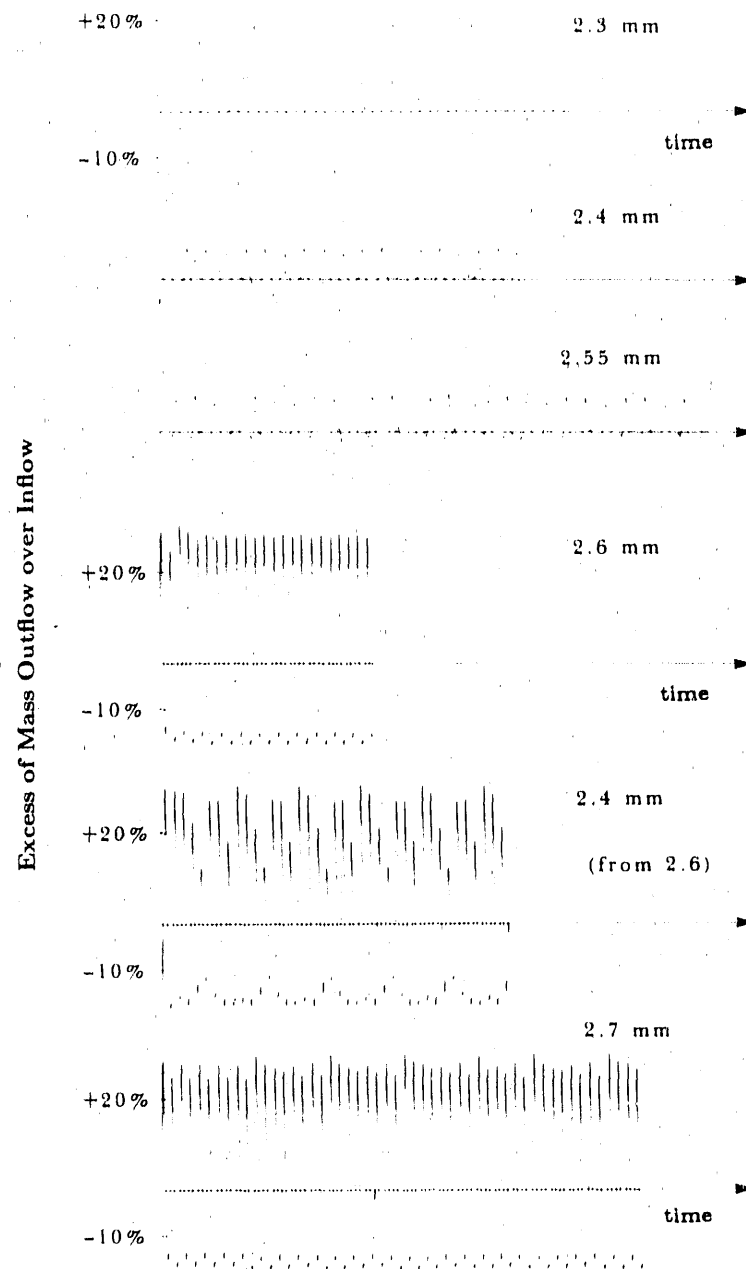 +20%
2.3 mm
time
-10%
2.4 mm
2.55 mm
Excess of Mass Outflow over Inflow
2.6 mm
+20%
time
-10%
2.4 mm
+20%
(from 2.6)
-10%
2.7 mm
+20%
time
-10%